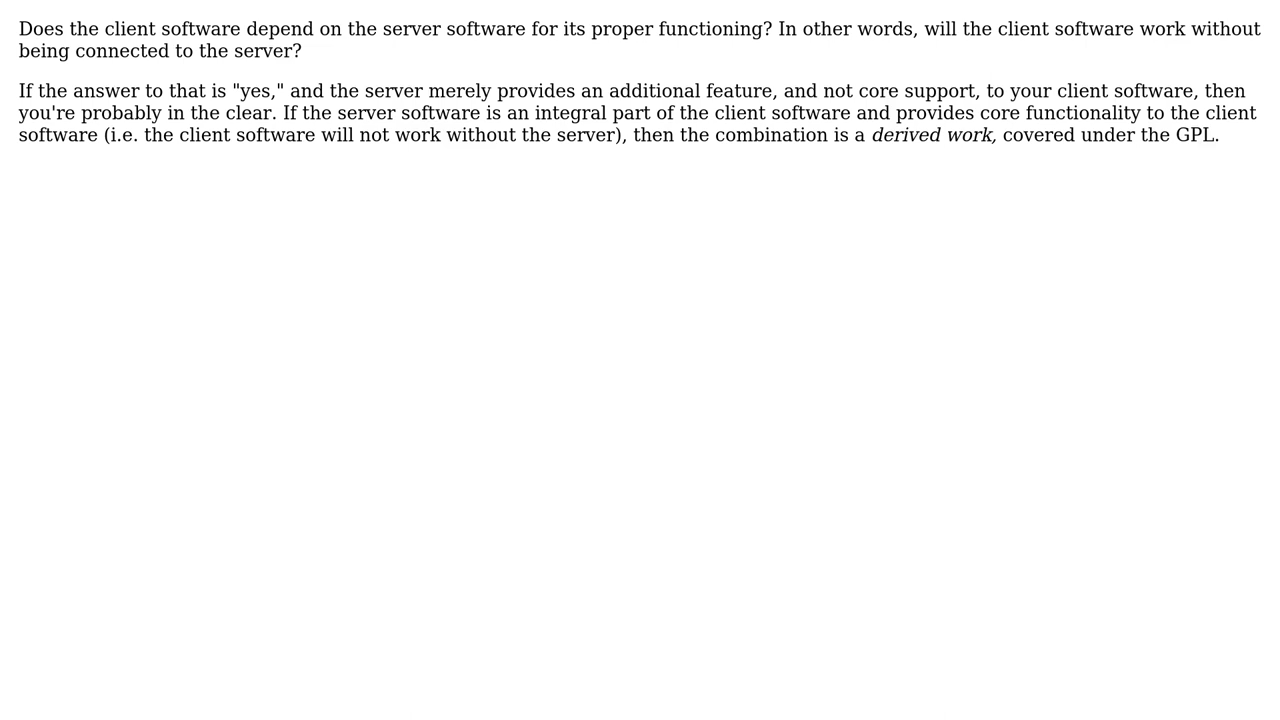 Does the client software depend on the server software for its proper functioning? In other words, will the client software work without
being connected to the server?
If the answer to that is "yes," and the server merely provides an additional feature, and not core support, to your client software, then
you're probably in the clear. If the server software is an integral part of the client software and provides core functionality to the client
software (i.e. the client software will not work without the server), then the combination is a derived work, covered under the GPL.